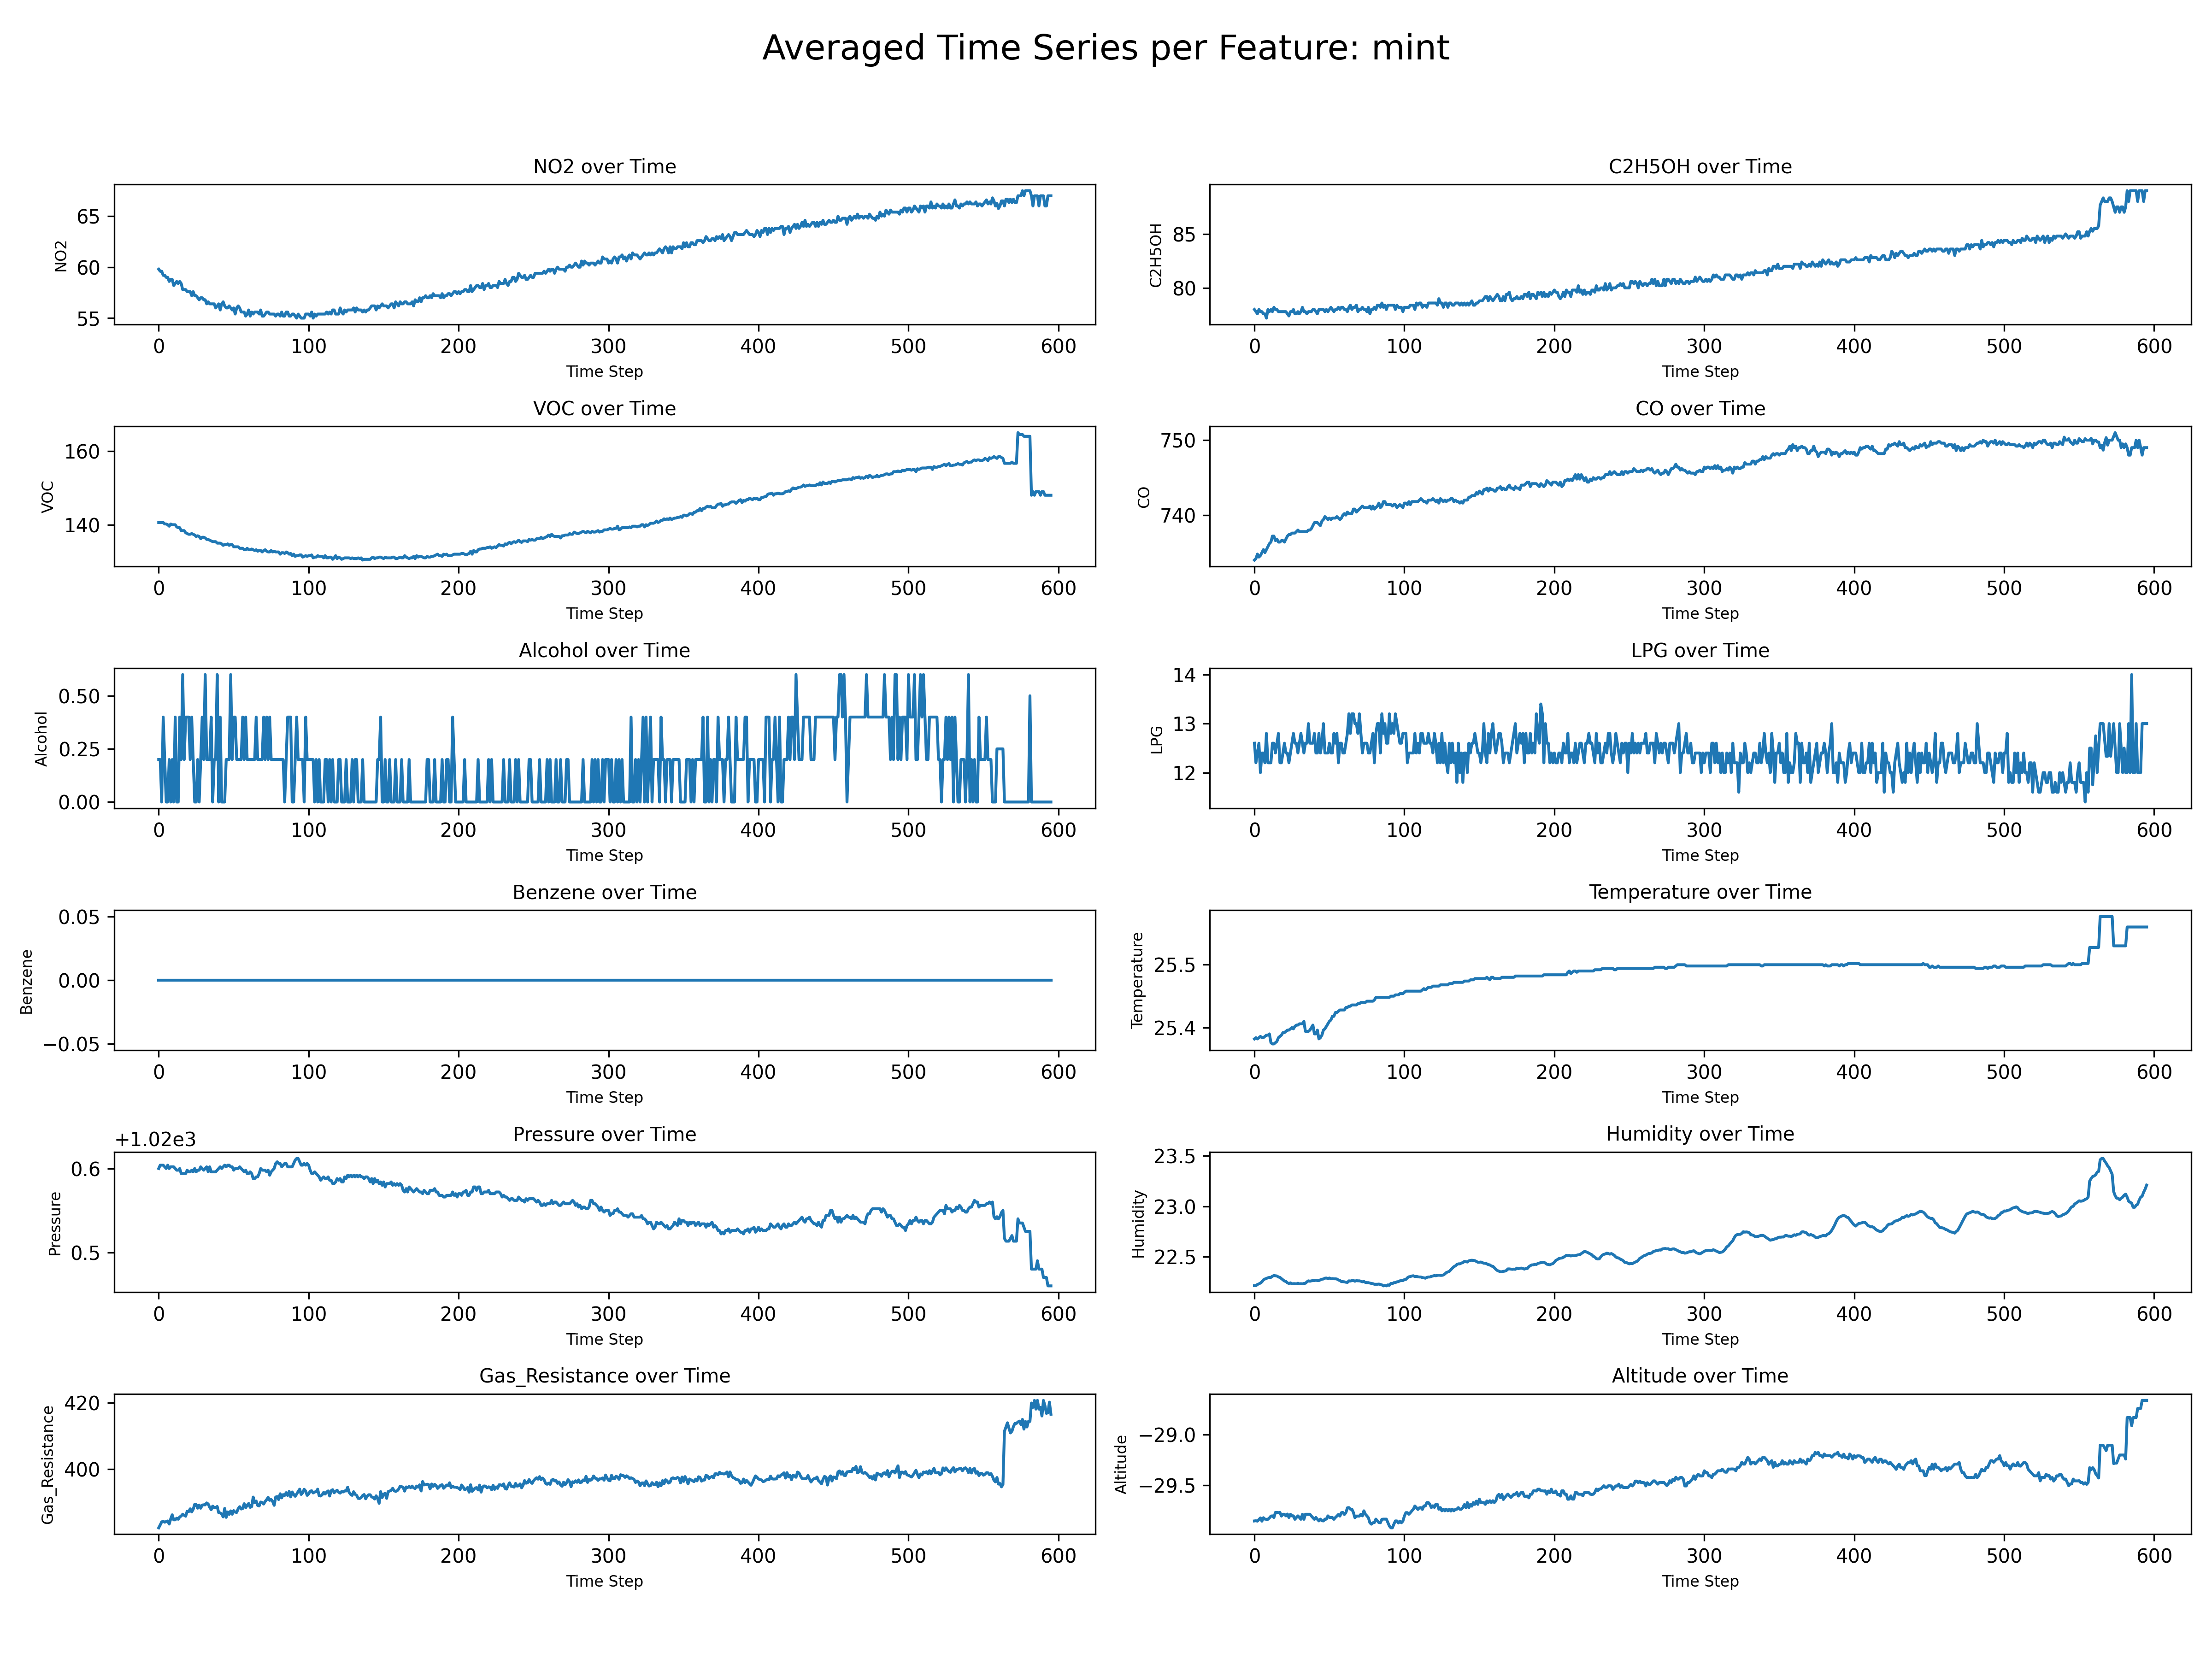 Averaged Time Series per Feature: mint
NO2 over Time
NO2
65
60
55
0 100 200 300 400 500 600
Time Step
C2H5OH over Time
C2H5OH
85
80
0 100 200 300 400 500 600
Time Step
VOC over Time
VOC
160
140
0 100 200 300 400 500 600
Time Step
CO over Time
CO
750
740
0 100 200 300 400 500 600
Time Step
Alcohol over Time
Alcohol
0.50
0.25
0.00
0 100 200 300 400 500 600
Time Step
LPG over Time
LPG
14
13
12
0 100 200 300 400 500 600
Time Step
Benzene over Time
Benzene
0.05
0.00
−0.05
0 100 200 300 400 500 600
Time Step
Temperature over Time
Temperature
25.5
25.4
0 100 200 300 400 500 600
Time Step
Pressure over Time
+1.02e3
Pressure
0.6
0.5
0 100 200 300 400 500 600
Time Step
Humidity over Time
Humidity
23.5
23.0
22.5
0 100 200 300 400 500 600
Time Step
Gas_Resistance over Time
Gas_Resistance
420
400
0 100 200 300 400 500 600
Time Step
Altitude over Time
Altitude
−29.0
−29.5
0 100 200 300 400 500 600
Time Step